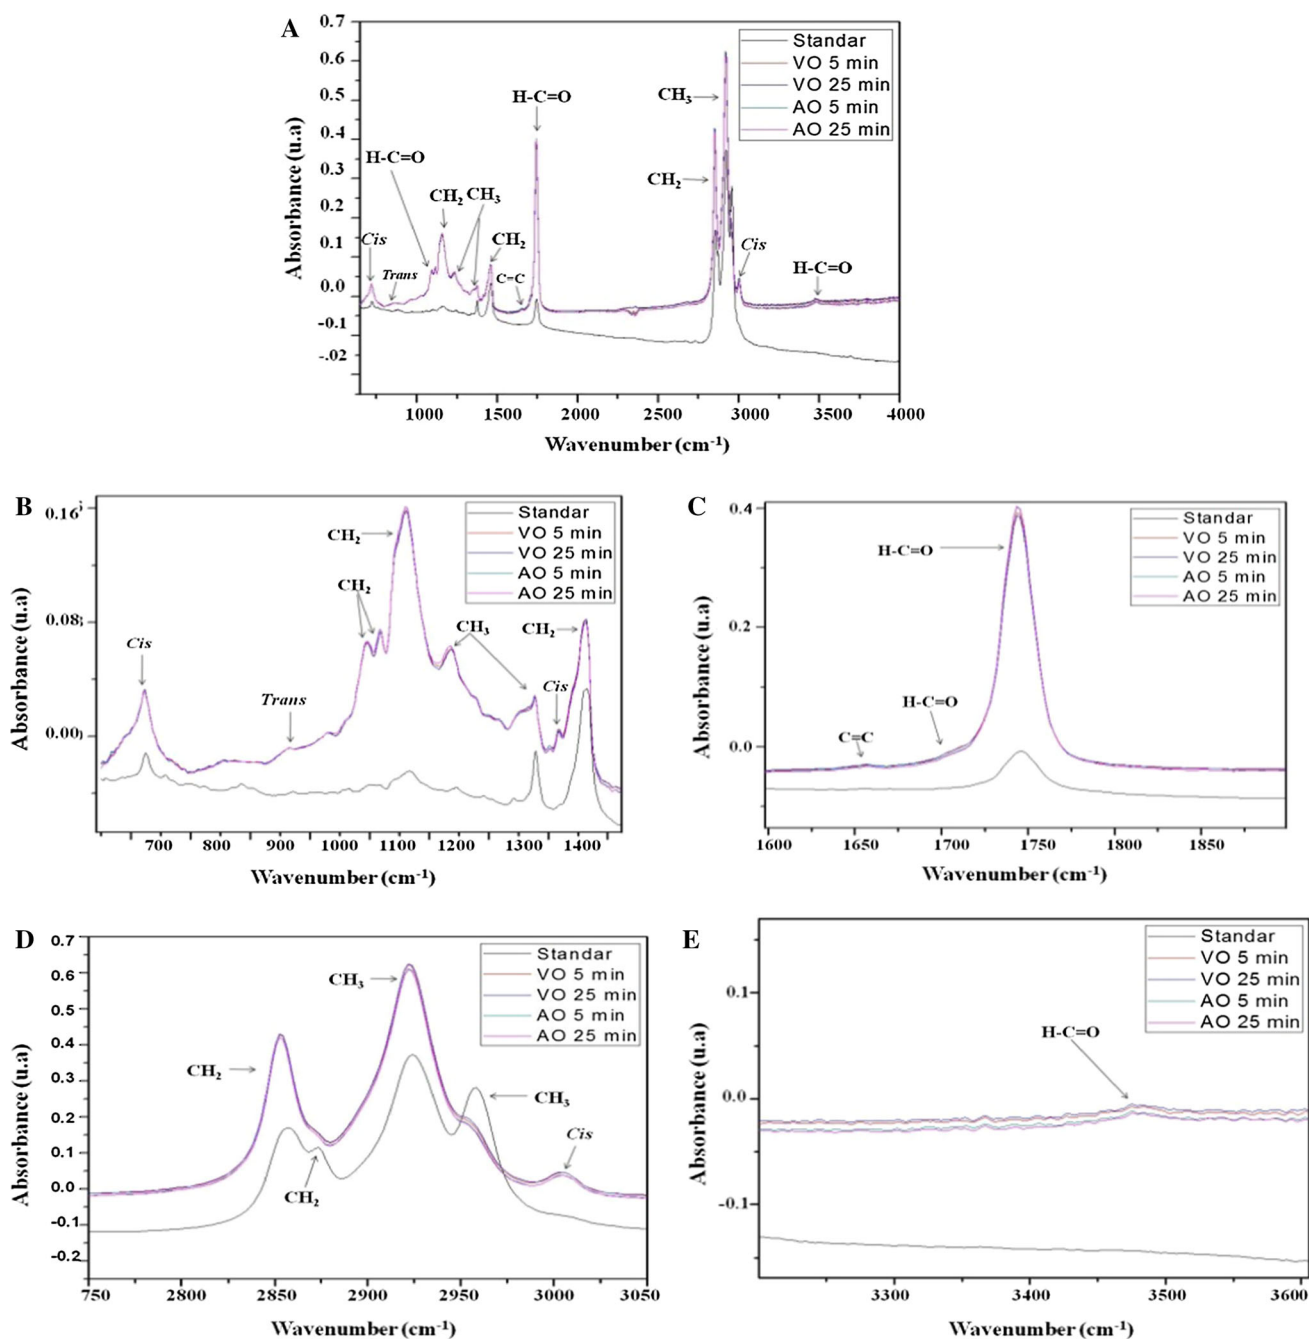 A
Absorbance (u.a)
0.7
0.6
0.5
0.4
0.3
0.2
0.1
0.0
-0.1
-.02
Standar
VO 5 min
VO 25 min
AO 5 min
AO 25 min
H-C=O
CH₃
H-C=O
CH₂
CH₂
CH₃
Cis
Trans
CH₂
C=C
Cis
H-C=O
1000 1500 2000 2500 3000 3500 4000
Wavenumber (cm⁻¹)
B
Absorbance (u.a)
0.16
0.08
0.00
Standar
VO 5 min
VO 25 min
AO 5 min
AO 25 min
CH₂
CH₂
CH₃
CH₂
Cis
Trans
Cis
700 800 900 1000 1100 1200 1300 1400
Wavenumber (cm⁻¹)
C
Absorbance (u.a)
0.4
0.2
0.0
Standar
VO 5 min
VO 25 min
AO 5 min
AO 25 min
H-C=O
H-C=O
C=C
1600 1650 1700 1750 1800 1850
Wavenumber (cm⁻¹)
D
Absorbance (u.a)
0.7
0.6
0.5
0.4
0.3
0.2
0.1
0.0
-0.1
-0.2
Standar
VO 5 min
VO 25 min
AO 5 min
AO 25 min
CH₃
CH₂
CH₃
Cis
CH₂
750 2800 2850 2900 2950 3000 3050
Wavenumber (cm⁻¹)
E
Absorbance (u.a)
0.1
0.0
-0.1
Standar
VO 5 min
VO 25 min
AO 5 min
AO 25 min
H-C=O
3300 3400 3500 3600
Wavenumber (cm⁻¹)